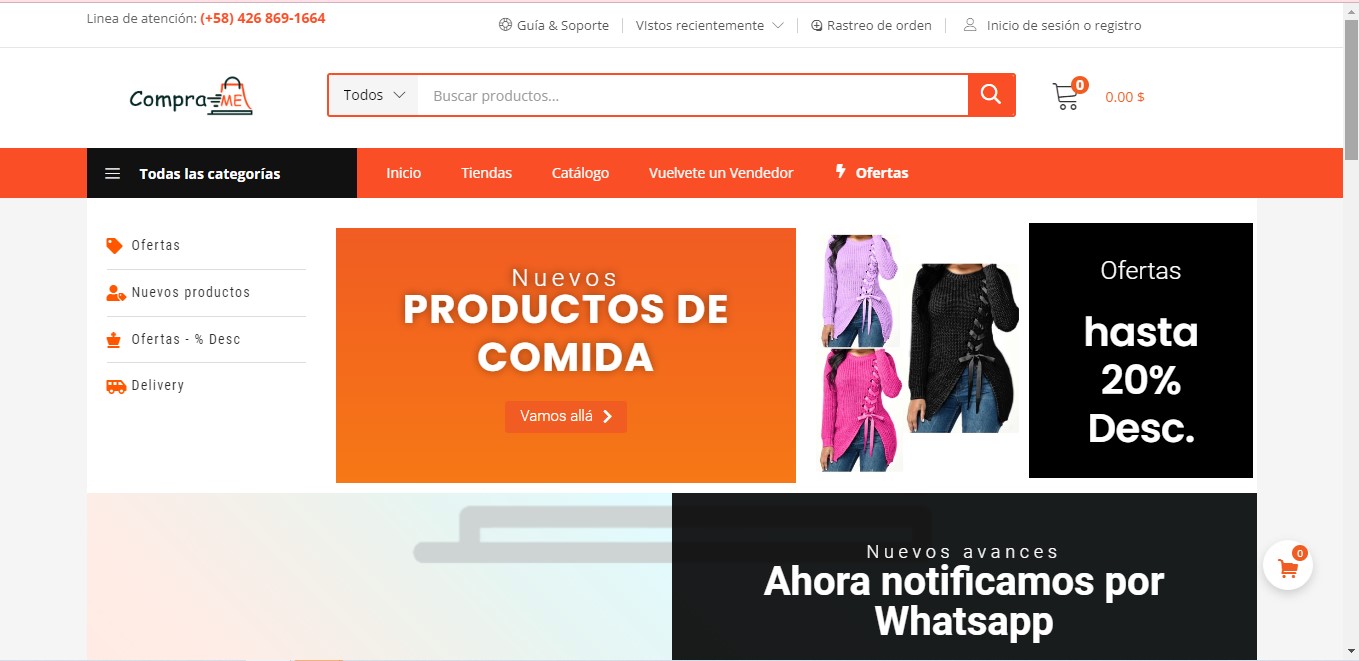 Linea de atención: (+58) 426 869-1664
Guía & Soporte
Vistos recientemente
Rastreo de orden
Inicio de sesión o registro
Compra-ME
Todos
Buscar productos...
0
0.00 $
Todas las categorías
Inicio
Tiendas
Catálogo
Vuelvete un Vendedor
Ofertas
Ofertas
Nuevos productos
Ofertas - % Desc
Delivery
Nuevos
PRODUCTOS DE
COMIDA
Vamos allá
Ofertas
hasta
20%
Desc.
Nuevos avances
Ahora notificamos por
Whatsapp
0